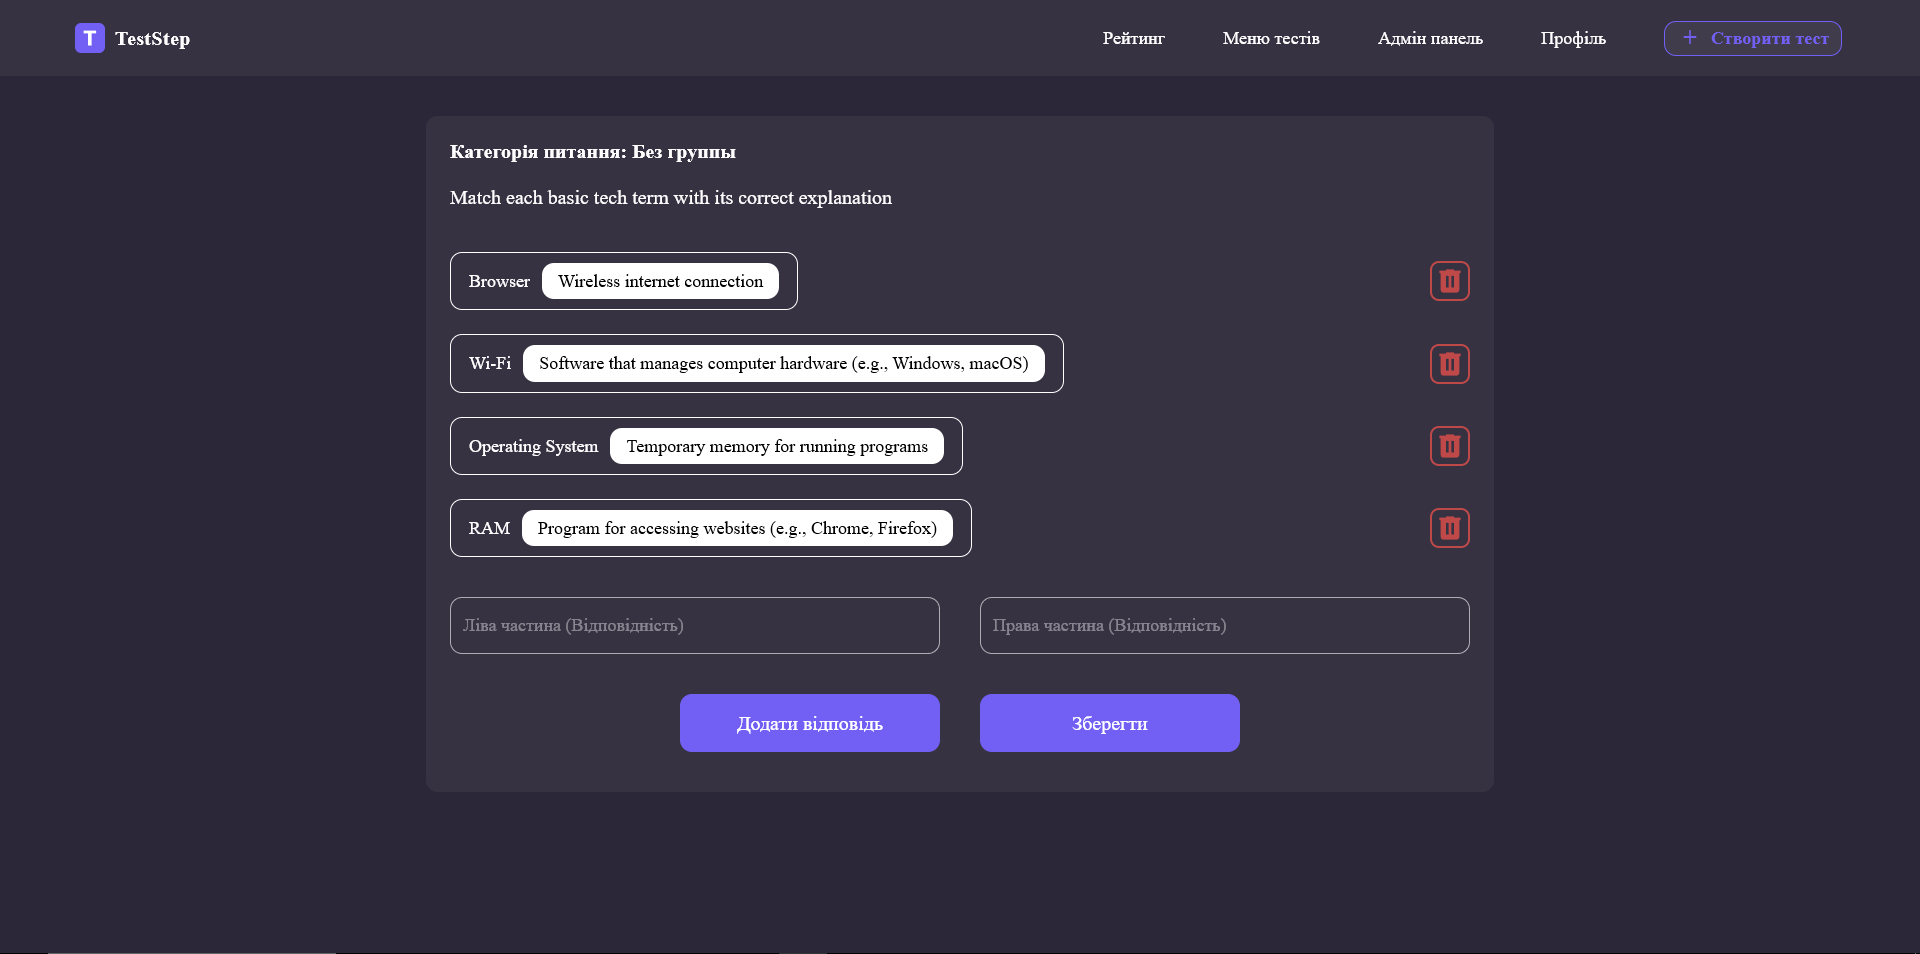 T TestStep
Рейтинг
Меню тестів
Адмін панель
Профіль
+ Створити тест
Категорія питання: Без группы
Match each basic tech term with its correct explanation
Browser Wireless internet connection
Wi-Fi Software that manages computer hardware (e.g., Windows, macOS)
Operating System Temporary memory for running programs
RAM Program for accessing websites (e.g., Chrome, Firefox)
Ліва частина (Відповідність)
Права частина (Відповідність)
Додати відповідь
Зберегти